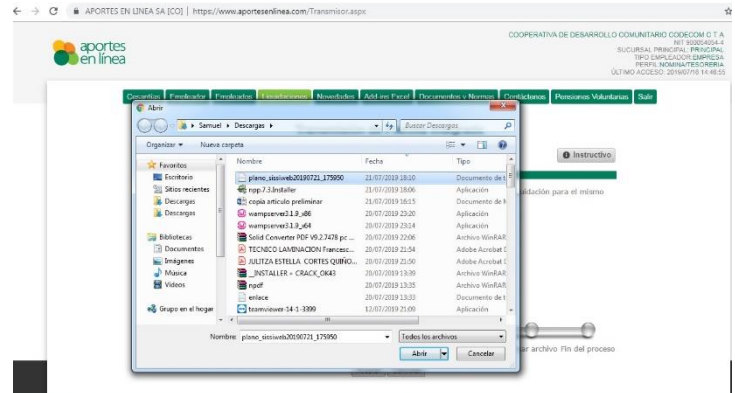 APORTES EN LINEA SA [CO] | https://www.aportesenlinea.com/Transmisor.aspx
aportes
en línea
COOPERATIVA DE DESARROLLO COMUNITARIO CODECOM C T A
NIT 900054054-4
SUCURSAL PRINCIPAL: PRINCIPAL
TIPO EMPLEADOR: EMPRESA
PERFIL: NOMINA/TESORERIA
ÚLTIMO ACCESO: 2019/07/16 14:46:55
Cesantías Empleador Empleados Liquidaciones Novedades Add-ins Excel Documentos y Normas Contáctenos Pensiones Voluntarias Salir
Abrir
Samuel Descargas
Buscar Descargas
Organizar Nueva carpeta
Instructivo
Favoritos
Escritorio
Sitios recientes
Descargas
Descargas
Bibliotecas
Documentos
Imágenes
Música
Videos
Grupo en el hogar
Nombre Fecha Tipo
plano_sissiweb20190721_175950 21/07/2019 18:10 Documento de t
npp.7.3.Installer 21/07/2019 18:06 Aplicación
copia articulo preliminar 21/07/2019 16:15 Documento de M
wampserver3.1.9_x86 20/07/2019 23:20 Aplicación
wampserver3.1.9_x64 20/07/2019 23:14 Aplicación
Solid Converter PDF V9.2.7478 pc ... 20/07/2019 22:06 Archivo WinRAR
TECNICO LAMINACION Francesc... 20/07/2019 21:54 Adobe Acrobat
JULITZA ESTELLA CORTES QUIÑO... 20/07/2019 21:50 Adobe Acrobat
_INSTALLER + CRACK_OK43 20/07/2019 13:39 Archivo WinRAR
npdf 20/07/2019 13:35 Archivo WinRAR
enlace 20/07/2019 13:33 Documento de t
teamviewer-14-1-3399 12/07/2019 21:09 Aplicación
uidación para el mismo
Nombre: plano_sissiweb20190721_175950 Todos los archivos
Abrir Cancelar
ar archivo Fin del proceso